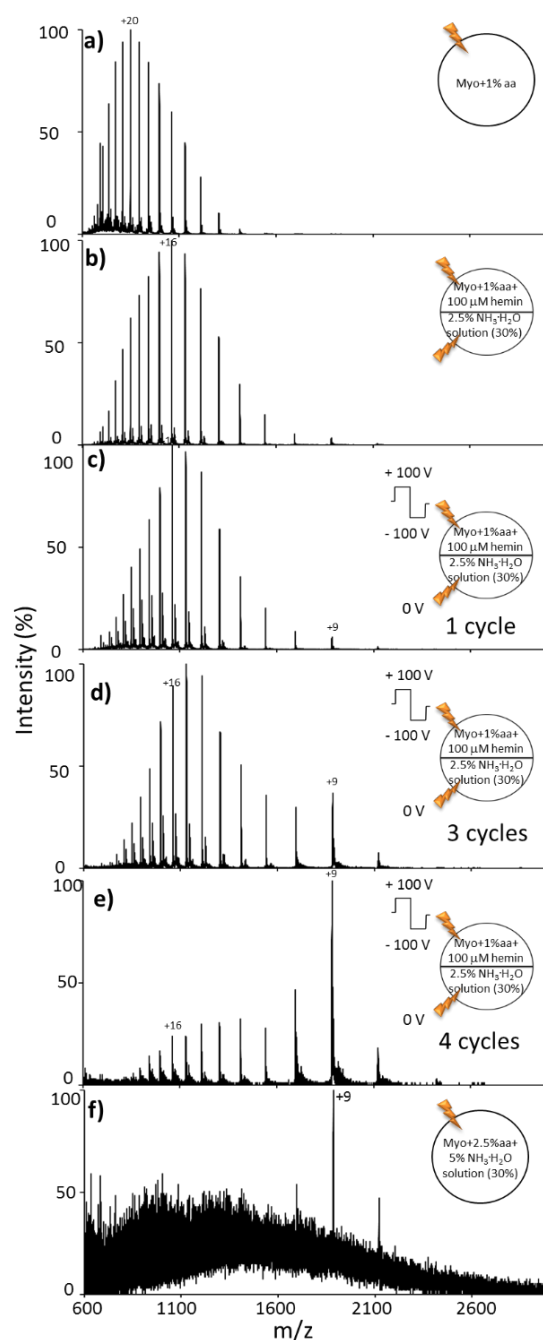 a)
+20
100
50
0
Myo+1% aa
b)
+16
100
50
0
Myo+1%aa+
100 µM hemin
2.5% NH3·H2O
solution (30%)
c)
100
50
0
+9
+ 100 V
- 100 V
0 V
Myo+1%aa+
100 µM hemin
2.5% NH3·H2O
solution (30%)
1 cycle
Intensity (%)
d)
+16
100
50
0
+9
+ 100 V
- 100 V
0 V
Myo+1%aa+
100 µM hemin
2.5% NH3·H2O
solution (30%)
3 cycles
e)
+16
100
50
0
+9
+ 100 V
- 100 V
0 V
Myo+1%aa+
100 µM hemin
2.5% NH3·H2O
solution (30%)
4 cycles
f)
100
50
0
+9
Myo+2.5%aa+
5% NH3·H2O
solution (30%)
600
1100
1600
2100
2600
m/z